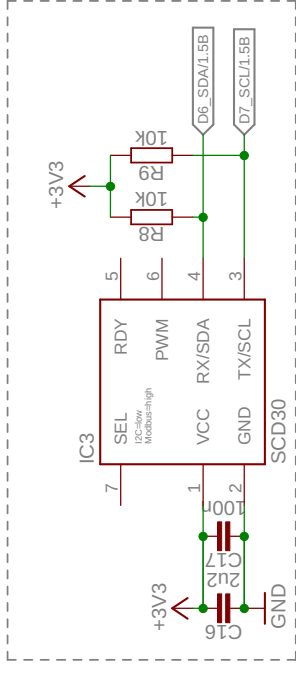 D6_SDA/1.5B
D7_SCL/1.5B
10k
R9
+3V3
10k
R8
5
6
4
3
RDY
PWM
RX/SDA
TX/SCL
IC3
SEL
I2C=low
Modbus=high
VCC
GND
SCD30
7
1
2
100n
C17
2u2
C16
+3V3
GND